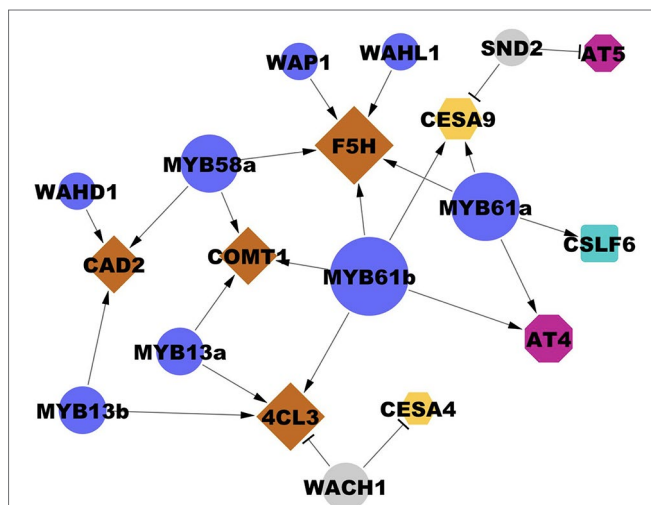 SND2
AT5
WAHL1
WAP1
CESA9
F5H
MYB58a
WAHD1
MYB61a
CSLF6
COMT1
CAD2
MYB61b
AT4
MYB13a
MYB13b
4CL3
CESA4
WACH1